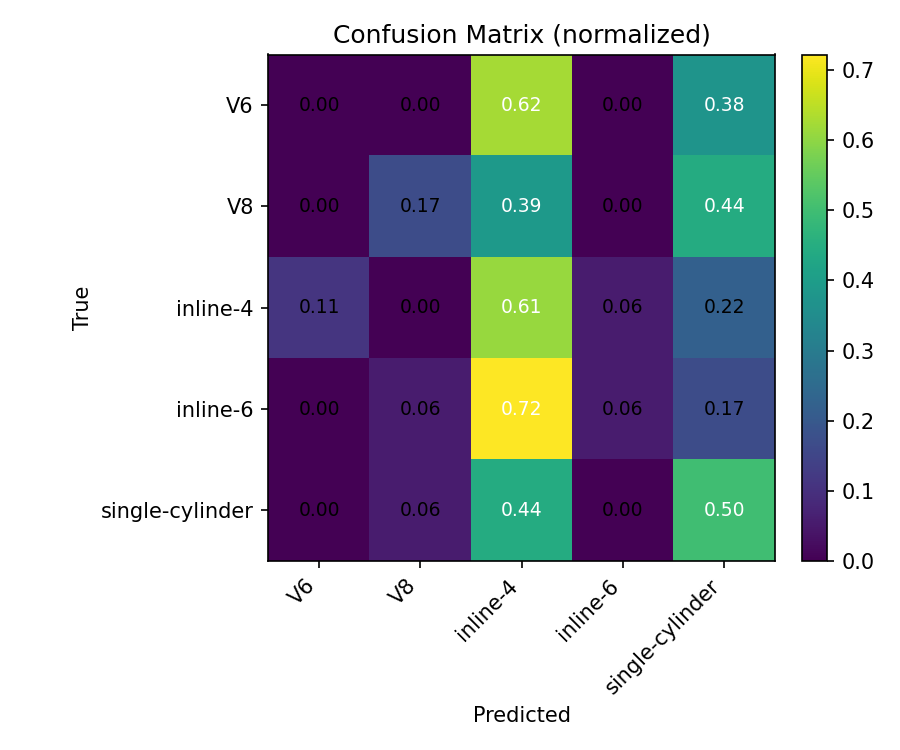 Confusion Matrix (normalized)
V6 0.00 0.00 0.62 0.00 0.38
V8 0.00 0.17 0.39 0.00 0.44
inline-4 0.11 0.00 0.61 0.06 0.22
inline-6 0.00 0.06 0.72 0.06 0.17
single-cylinder 0.00 0.06 0.44 0.00 0.50
True
V6 V8 inline-4 inline-6 single-cylinder
Predicted
0.7
0.6
0.5
0.4
0.3
0.2
0.1
0.0